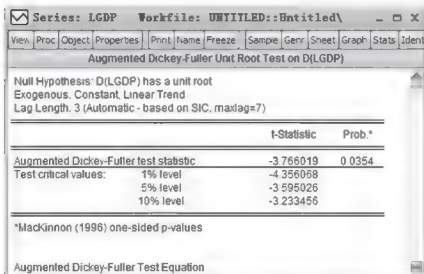 Series: LGDP Workfile: UNTITLED::Untitled\
View Proc Object Properties Print Name Freeze Sample Genr Sheet Graph Stats Ident
Augmented Dickey-Fuller Unit Root Test on D(LGDP)
Null Hypothesis: D(LGDP) has a unit root
Exogenous. Constant, Linear Trend
Lag Length. 3 (Automatic - based on SIC, maxlag=7)
t-Statistic Prob.*
Augmented Dickey-Fuller test statistic -3.766019 0 0354
Test critical values: 1% level -4.356068
5% level -3.595026
10% level -3.233456
*MacKinnon (1996) one-sided p-values
Augmented Dickey-Fuller Test Equation